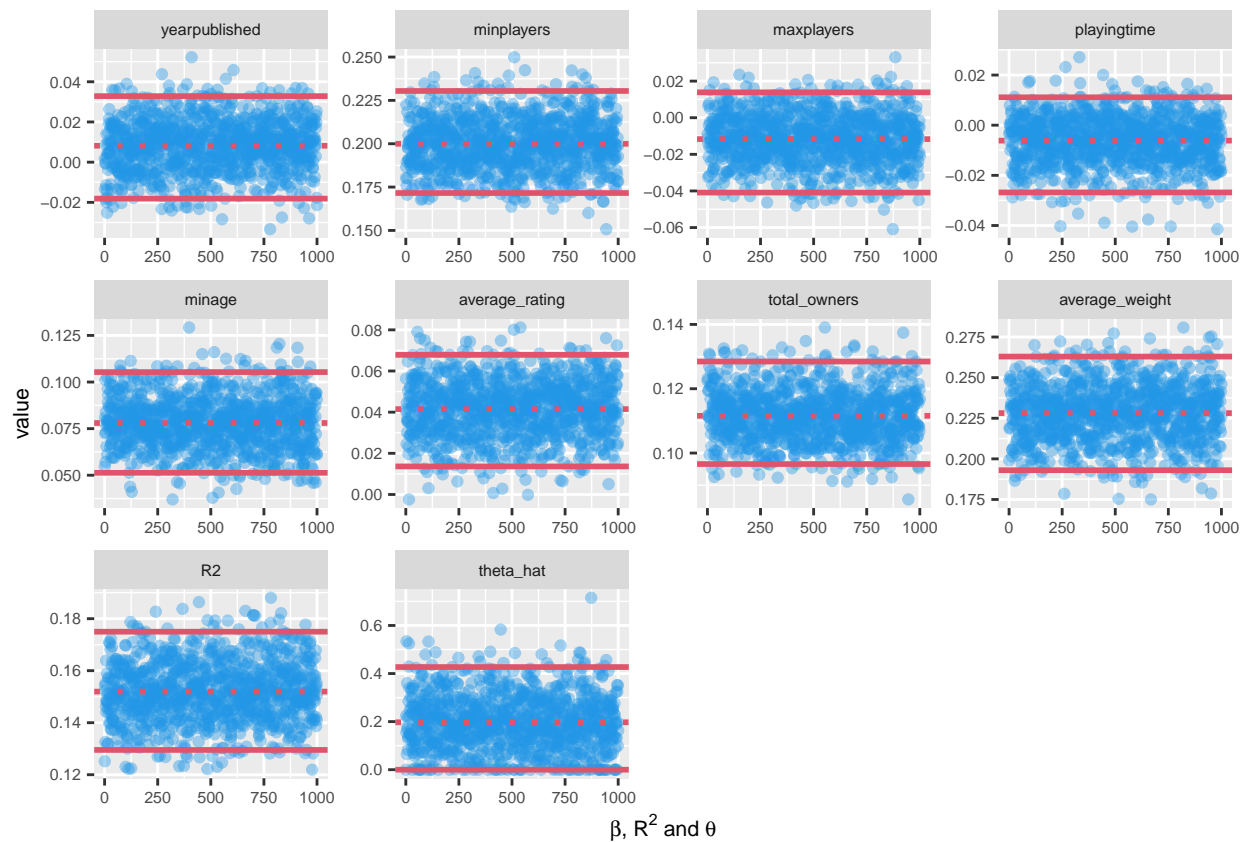 yearpublished minplayers maxplayers playingtime
0.04 0.02 0.00 −0.02
0.250 0.225 0.200 0.175 0.150
0.02 0.00 −0.02 −0.04 −0.06
0.02 0.00 −0.02 −0.04
0 250 500 750 1000 0 250 500 750 1000 0 250 500 750 1000 0 250 500 750 1000
minage average_rating total_owners average_weight
0.125 0.100 0.075 0.050
0.08 0.06 0.04 0.02 0.00
0.14 0.12 0.10
0.275 0.250 0.225 0.200 0.175
0 250 500 750 1000 0 250 500 750 1000 0 250 500 750 1000 0 250 500 750 1000
value
R2 theta_hat
0.18 0.16 0.14 0.12
0.6 0.4 0.2 0.0
0 250 500 750 1000 0 250 500 750 1000
β, R² and θ